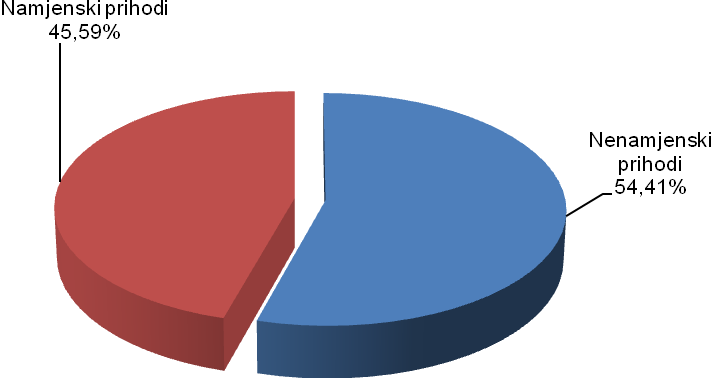 Namjenski prihodi
45,59%
Nenamjenski
prihodi
54,41%